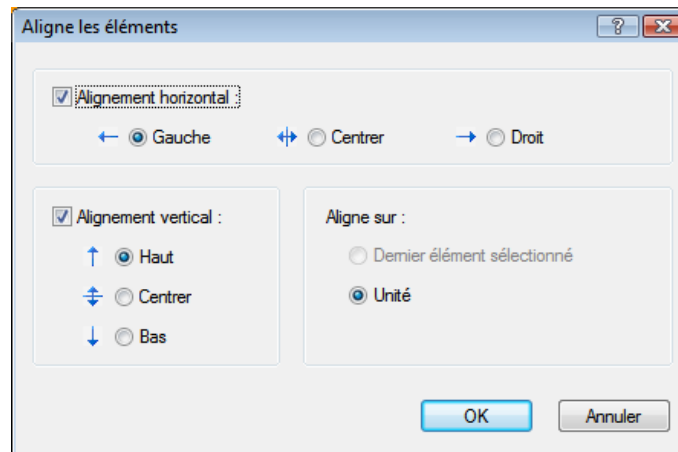 Aligne les éléments
Alignement horizontal :
Gauche Centrer Droit
Alignement vertical :
Haut
Centrer
Bas
Aligne sur :
Dernier élément sélectionné
Unité
OK Annuler